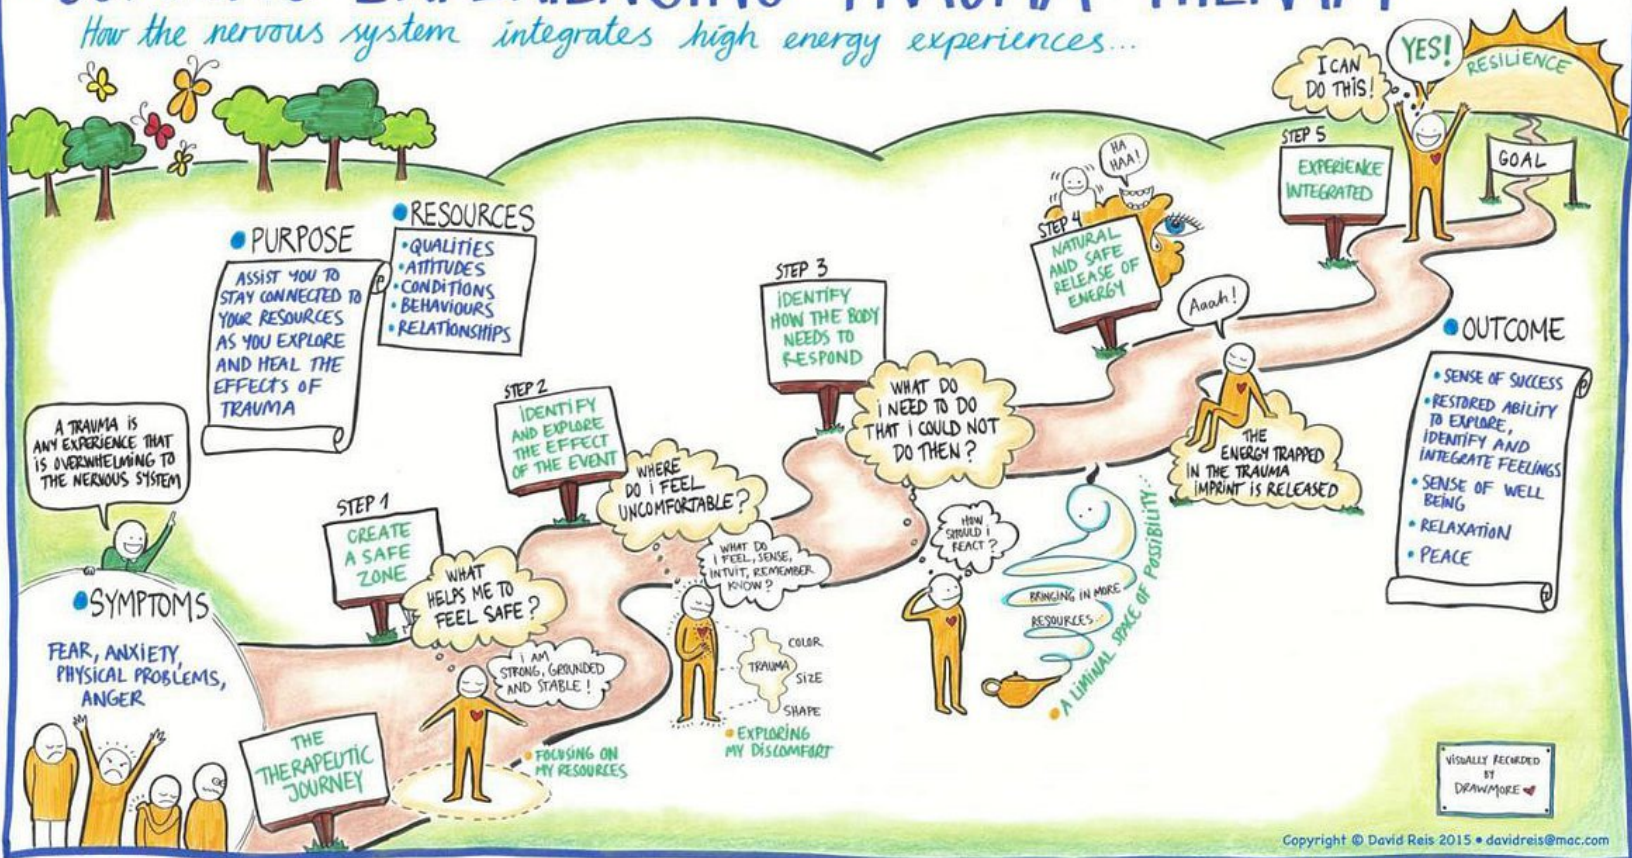 How the nervous system integrates high energy experiences...
I CAN
DO THIS!
YES!
RESILIENCE
GOAL
STEP 5
EXPERIENCE
INTEGRATED
HA
HAA!
STEP 4
NATURAL
AND SAFE
RELEASE OF
ENERGY
Aaah!
THE
ENERGY TRAPPED
IN THE TRAUMA
IMPRINT IS RELEASED
PURPOSE
ASSIST YOU TO
STAY CONNECTED TO
YOUR RESOURCES
AS YOU EXPLORE
AND HEAL THE
EFFECTS OF
TRAUMA
RESOURCES
• QUALITIES
• ATTITUDES
• CONDITIONS
• BEHAVIOURS
• RELATIONSHIPS
STEP 3
IDENTIFY
HOW THE BODY
NEEDS TO
RESPOND
WHAT DO
I NEED TO DO
THAT I COULD NOT
DO THEN?
HOW
SHOULD I
REACT?
BRINGING IN MORE
RESOURCES..
A LIMINAL SPACE OF POSSIBILITY..
OUTCOME
• SENSE OF SUCCESS
• RESTORED ABILITY
TO EXPLORE,
IDENTIFY AND
INTEGRATE FEELINGS
• SENSE OF WELL
BEING
• RELAXATION
• PEACE
STEP 2
IDENTIFY
AND EXPLORE
THE EFFECT
OF THE EVENT
WHERE
DO I FEEL
UNCOMFORTABLE?
WHAT DO
I FEEL, SENSE,
INTUIT, REMEMBER
KNOW?
COLOR
TRAUMA
SIZE
SHAPE
EXPLORING
MY DISCOMFORT
A TRAUMA IS
ANY EXPERIENCE THAT
IS OVERWHELMING TO
THE NERVOUS SYSTEM
STEP 1
CREATE
A SAFE
ZONE
WHAT
HELPS ME TO
FEEL SAFE?
I AM
STRONG, GROUNDED
AND STABLE!
FOCUSING ON
MY RESOURCES
SYMPTOMS
FEAR, ANXIETY,
PHYSICAL PROBLEMS,
ANGER
THE
THERAPEUTIC
JOURNEY
VISUALLY RECORDED
BY
DRAWMORE
Copyright © David Reis 2015 • davidreis@mac.com